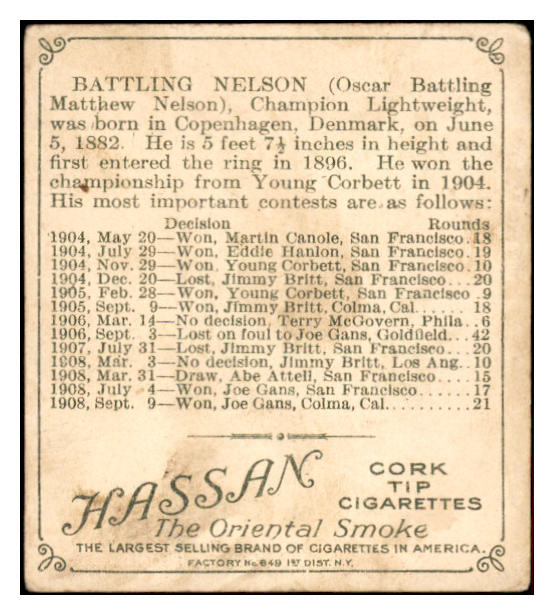 BATTLING NELSON (Oscar Battling
Matthew Nelson), Champion Lightweight,
was born in Copenhagen, Denmark, on June
5, 1882. He is 5 feet 7½ inches in height and
first entered the ring in 1896. He won the
championship from Young Corbett in 1904.
His most important contests are as follows:
Decision Rounds
1904, May 20—Won, Martin Canole, San Francisco.18
1904, July 29—Won, Eddie Hanlon, San Francisco.19
1904, Nov. 29—Won Young Corbett, San Francisco.10
1904, Dec. 20—Lost, Jimmy Britt, San Francisco...20
1905, Feb. 28—Won, Young Corbett, San Francisco .9
1905, Sept. 9—Won, Jimmy Britt, Colma, Cal...... 18
1906, Mar. 14—No decision, Terry McGovern, Phila..6
1906, Sept. 3—Lost on foul to Joe Gans, Goldfield...42
1907, July 31—Lost, Jimmy Britt, San Francisco...20
1908, Mar. 3—No decision, Jimmy Britt, Los Ang..10
1908, Mar. 31—Draw, Abe Attell, San Francisco....15
1908, July 4—Won, Joe Gans, San Francisco......17
1908, Sept. 9—Won, Joe Gans, Colma, Cal..........21
HASSAN
CORK
TIP
CIGARETTES
The Oriental Smoke
THE LARGEST SELLING BRAND OF CIGARETTES IN AMERICA.
FACTORY No. 649 1ST DIST. N.Y.